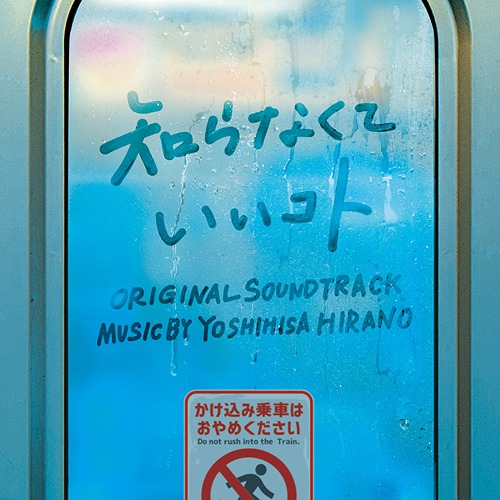 知らなくて
いいコト
ORIGINAL SOUNDTRACK
MUSIC BY YOSHIHISA HIRANO
かけ込み乗車は
おやめください
Do not rush into the Train.